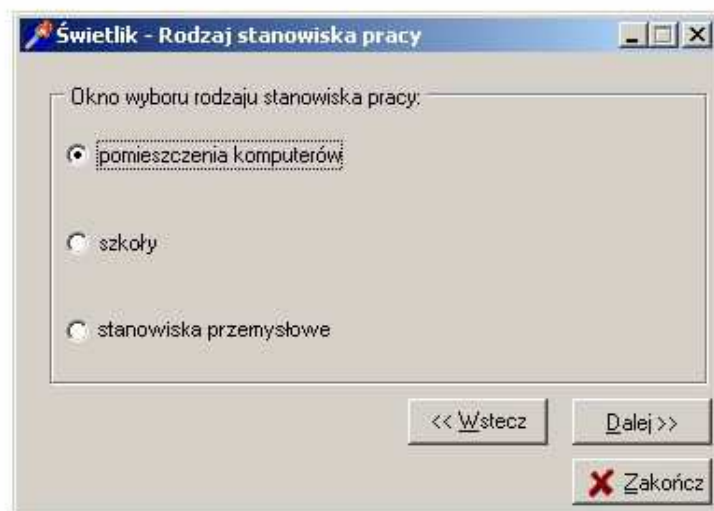 Świetlik - Rodzaj stanowiska pracy
Okno wyboru rodzaju stanowiska pracy:
pomieszczenia komputerów
szkoły
stanowiska przemysłowe
<< Wstecz
Dalej >>
Zakończ